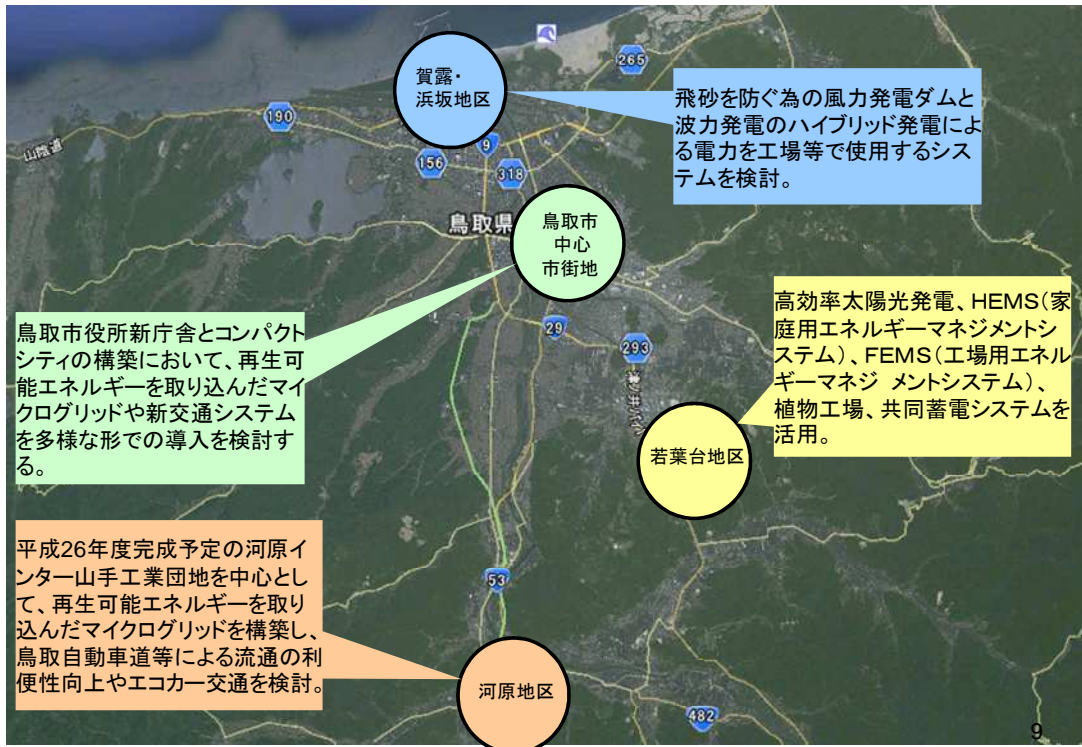 賀露・
浜坂地区
265
190
山陰道
156
9
318
飛砂を防ぐ為の風力発電ダムと
波力発電のハイブリッド発電によ
る電力を工場等で使用するシス
テムを検討。
鳥取県
鳥取市
中心
市街地
鳥取市役所新庁舎とコンパクト
シティの構築において、再生可
能エネルギーを取り込んだマイ
クログリッドや新交通システム
を多様な形での導入を検討す
る。
29
293
高効率太陽光発電、HEMS(家
庭用エネルギーマネジメントシ
ステム)、FEMS(工場用エネル
ギーマネジ メントシステム)、
植物工場、共同蓄電システムを
活用。
若葉台地区
平成26年度完成予定の河原イ
ンター山手工業団地を中心とし
て、再生可能エネルギーを取り
込んだマイクログリッドを構築し、
鳥取自動車道等による流通の利
便性向上やエコカー交通を検討。
53
河原地区
482
9